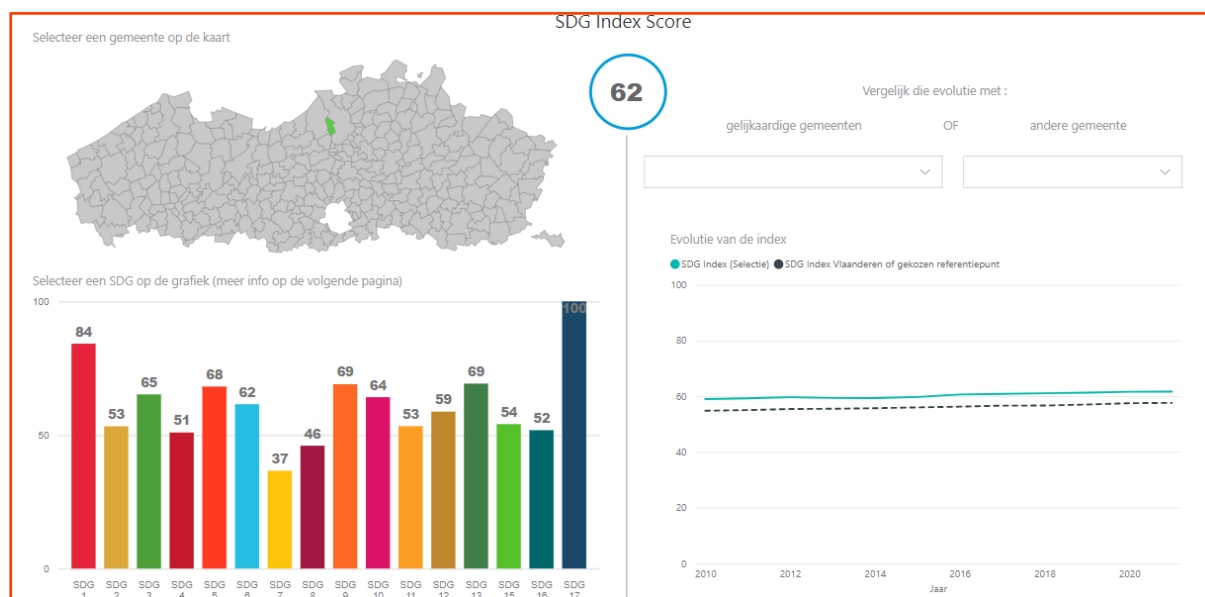 SDG Index Score
Selecteer een gemeente op de kaart
62
Vergelijk die evolutie met :
gelijkaardige gemeenten OF andere gemeente
Selecteer een SDG op de grafiek (meer info op de volgende pagina)
100
50
0
84
53
65
51
68
62
37
46
69
64
53
59
69
54
52
100
SDG 1
SDG 2
SDG 3
SDG 4
SDG 5
SDG 6
SDG 7
SDG 8
SDG 9
SDG 10
SDG 11
SDG 12
SDG 13
SDG 15
SDG 16
SDG 17
Evolutie van de index
SDG Index (Selectie) SDG Index Vlaanderen of gekozen referentiepunt
100
80
60
40
20
0
2010 2012 2014 2016 2018 2020
Jaar